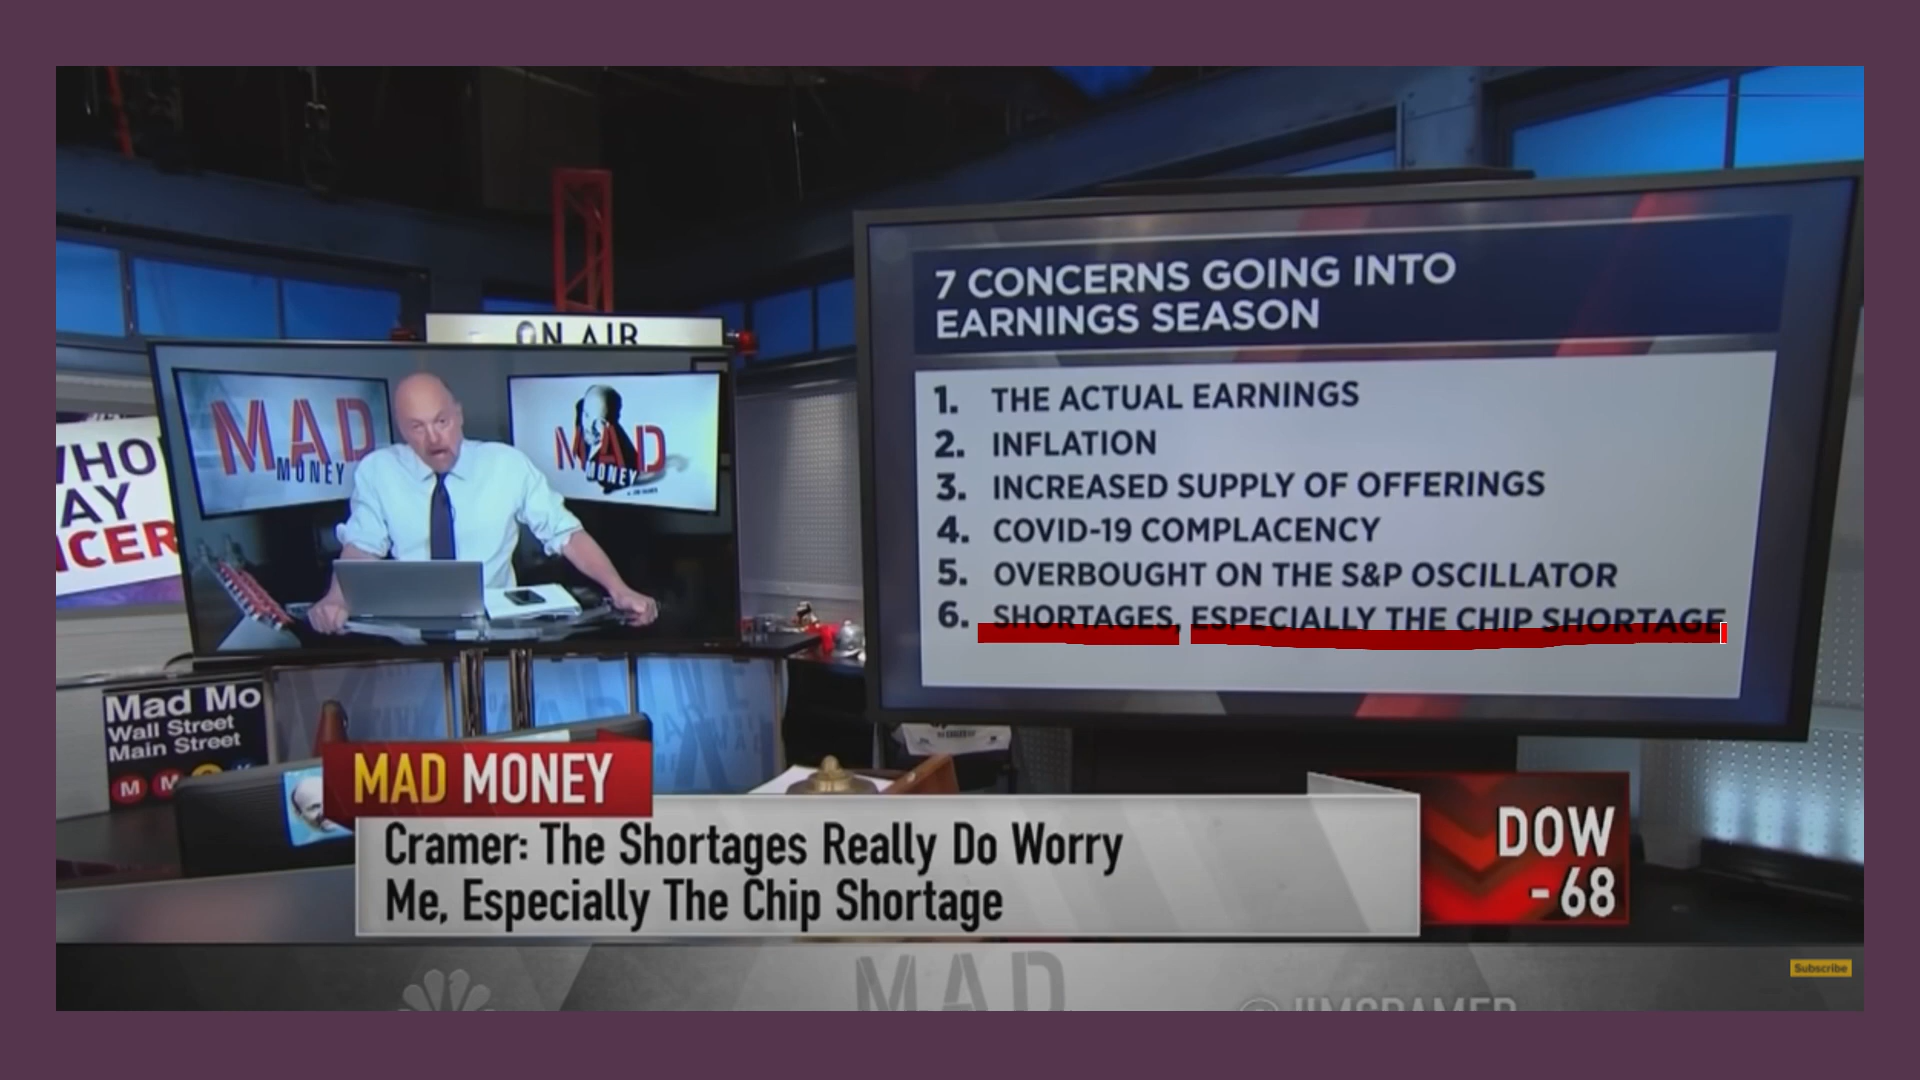 7 CONCERNS GOING INTO
EARNINGS SEASON
1. THE ACTUAL EARNINGS
2. INFLATION
3. INCREASED SUPPLY OF OFFERINGS
4. COVID-19 COMPLACENCY
5. OVERBOUGHT ON THE S&P OSCILLATOR
6. SHORTAGES, ESPECIALLY THE CHIP SHORTAGE
ON AIR
MAD
MONEY
MAD
MONEY
Mad Mo
Wall Street
Main Street
M M
MAD MONEY
Cramer: The Shortages Really Do Worry
Me, Especially The Chip Shortage
DOW
-68
Subscribe
MAD
@JIMCRAMER